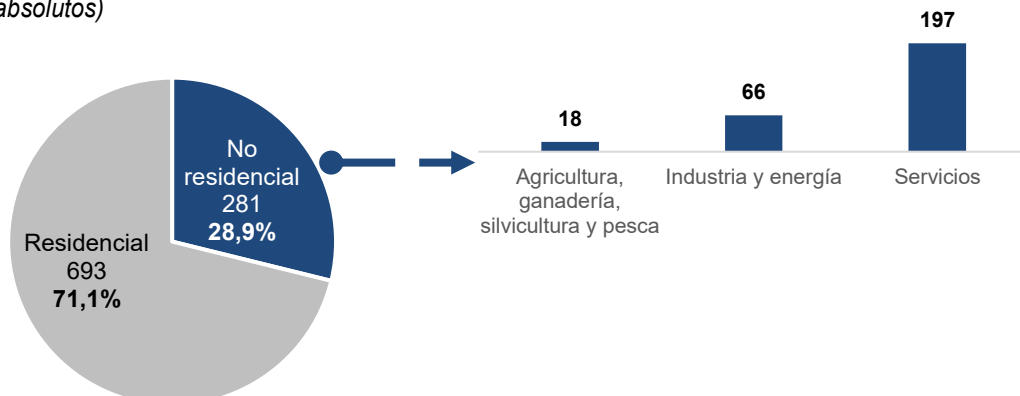 absolutos)
No
residencial
281
28,9%
Residencial
693
71,1%
18
66
197
Agricultura,
ganadería,
silvicultura y pesca
Industria y energía
Servicios